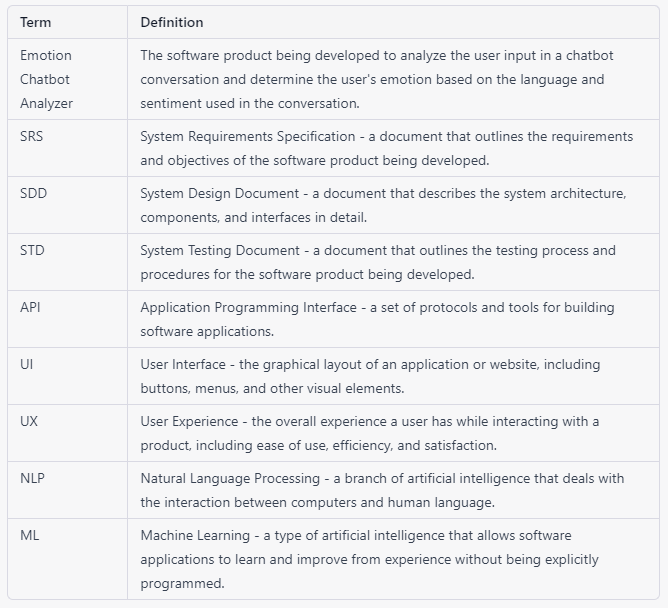 Term Definition
Emotion The software product being developed to analyze the user input in a chatbot
Chatbot conversation and determine the user's emotion based on the language and
Analyzer sentiment used in the conversation.
SRS System Requirements Specification - a document that outlines the requirements
and objectives of the software product being developed.
SDD System Design Document - a document that describes the system architecture,
components, and interfaces in detail.
STD System Testing Document - a document that outlines the testing process and
procedures for the software product being developed.
API Application Programming Interface - a set of protocols and tools for building
software applications.
UI User Interface - the graphical layout of an application or website, including
buttons, menus, and other visual elements.
UX User Experience - the overall experience a user has while interacting with a
product, including ease of use, efficiency, and satisfaction.
NLP Natural Language Processing - a branch of artificial intelligence that deals with
the interaction between computers and human language.
ML Machine Learning - a type of artificial intelligence that allows software
applications to learn and improve from experience without being explicitly
programmed.